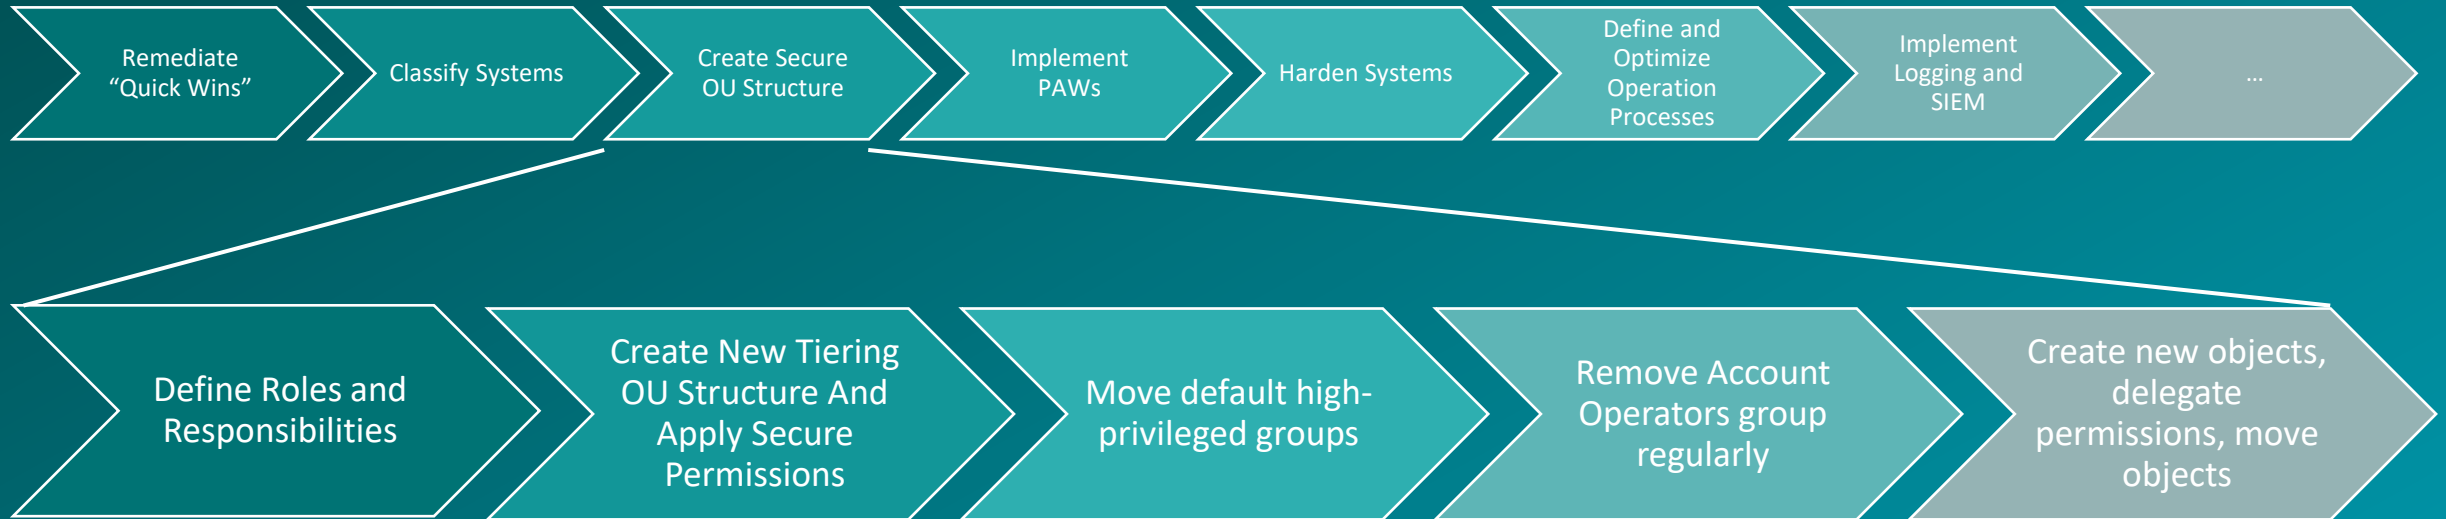 Remediate
“Quick Wins”
Classify Systems
Create Secure
OU Structure
Implement
PAWs
Harden Systems
Define and
Optimize
Operation
Processes
Implement
Logging and
SIEM
...
Define Roles and
Responsibilities
Create New Tiering
OU Structure And
Apply Secure
Permissions
Move default high-
privileged groups
Remove Account
Operators group
regularly
Create new objects,
delegate
permissions, move
objects